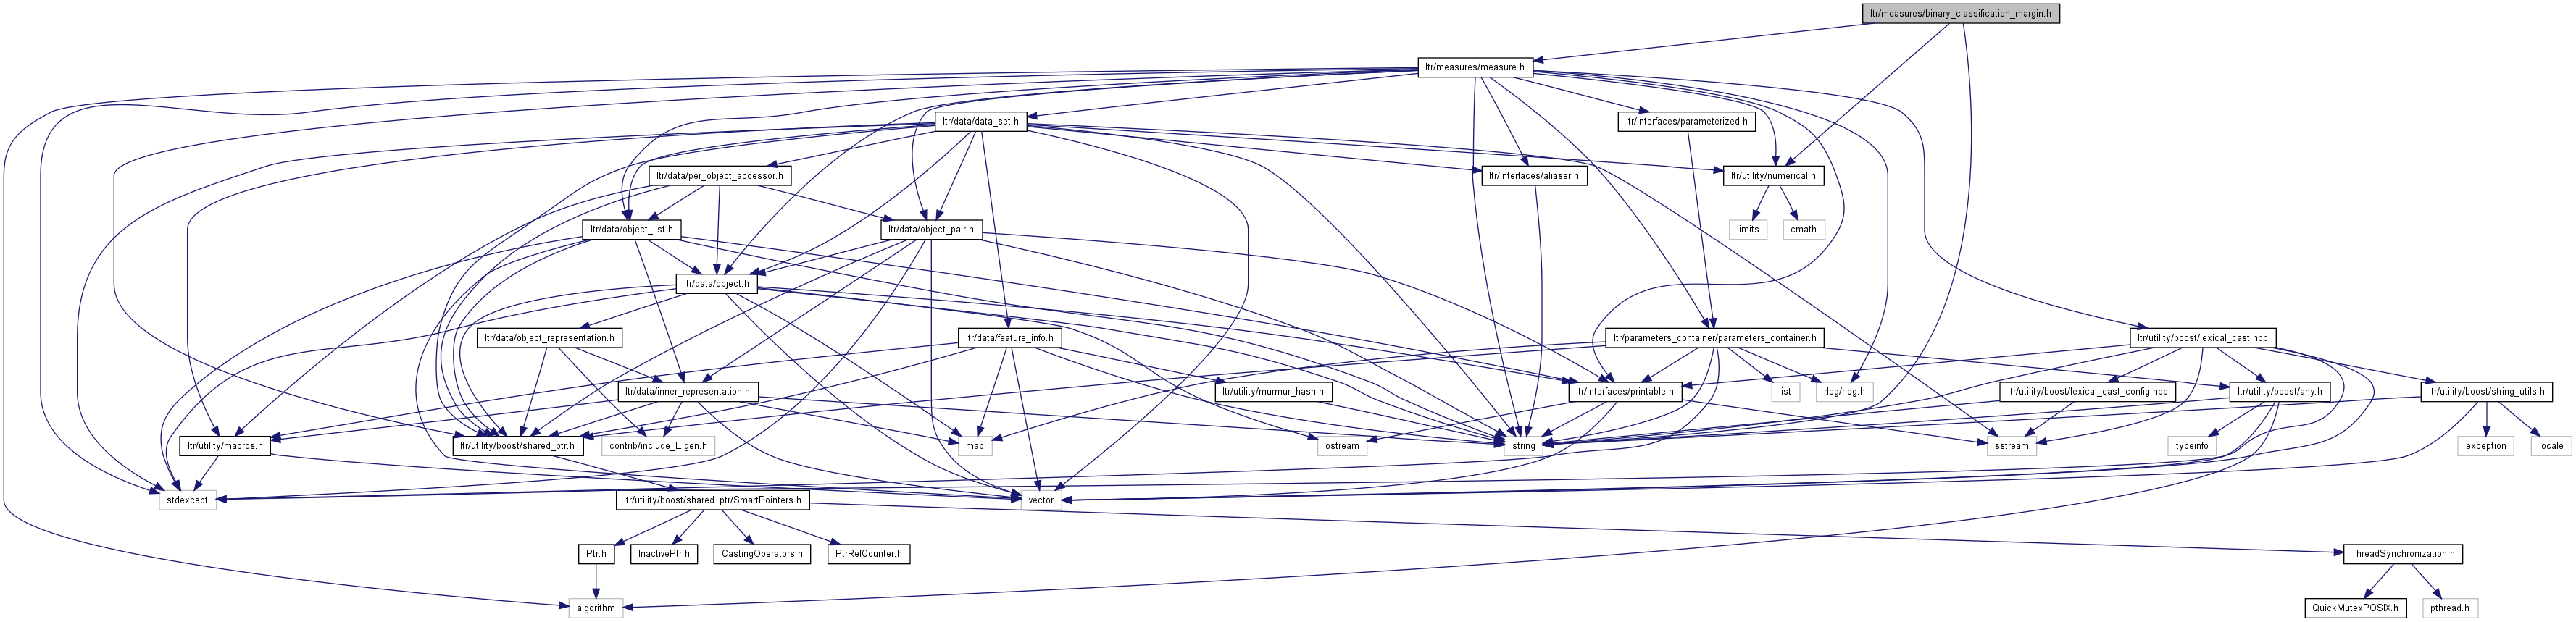 ltr/measures/binary_classification_margin.h
ltr/measures/measure.h
ltr/data/data_set.h
ltr/interfaces/parameterized.h
ltr/data/per_object_accessor.h
ltr/interfaces/aliaser.h
ltr/utility/numerical.h
ltr/data/object_list.h
ltr/data/object_pair.h
limits
cmath
ltr/data/object.h
ltr/data/object_representation.h
ltr/data/feature_info.h
ltr/parameters_container/parameters_container.h
ltr/utility/boost/lexical_cast.hpp
ltr/data/inner_representation.h
ltr/utility/murmur_hash.h
ltr/interfaces/printable.h
list
rlog/rlog.h
ltr/utility/boost/lexical_cast_config.hpp
ltr/utility/boost/any.h
ltr/utility/boost/string_utils.h
ltr/utility/macros.h
ltr/utility/boost/shared_ptr.h
contrib/include_Eigen.h
map
ostream
string
sstream
typeinfo
exception
locale
stdexcept
ltr/utility/boost/shared_ptr/SmartPointers.h
vector
Ptr.h
InactivePtr.h
CastingOperators.h
PtrRefCounter.h
ThreadSynchronization.h
algorithm
QuickMutexPOSIX.h
pthread.h